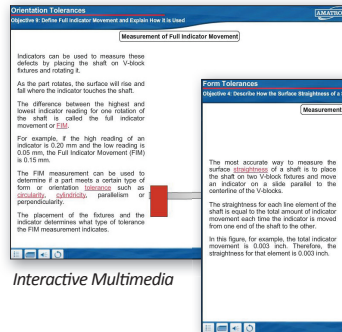 Orientation Tolerances
AMATROL
Objective 9: Define Full Indicator Movement and Explain How It is Used
Measurement of Full Indicator Movement
Indicators can be used to measure these
defects by placing the shaft on V-block
fixtures and rotating it.
As the part rotates, the surface will rise and
fall where the indicator touches the shaft.
The difference between the highest and
lowest indicator reading for one rotation of
the shaft is called the full indicator
movement or FIM.
For example, if the high reading of an
indicator is 0.20 mm and the low reading is
0.05 mm, the Full Indicator Movement (FIM)
is 0.15 mm.
The FIM measurement can be used to
determine if a part meets a certain type of
form or orientation tolerance such as
circularity, cylindricity, parallelism or
perpendicularity.
The placement of the fixtures and the
indicator determines what type of tolerance
the FIM measurement indicates.
Interactive Multimedia
Form Tolerances
Objective 4: Describe How the Surface Straightness of a
Measurement
The most accurate way to measure the
surface straightness of a shaft is to place
the shaft on two V-block fixtures and move
an indicator on a slide parallel to the
centerline of the V-blocks.
The straightness for each line element of the
shaft is equal to the total amount of indicator
movement each time the indicator is moved
from one end of the shaft to the other.
In this figure, for example, the total indicator
movement is 0.003 inch. Therefore, the
straightness for that element is 0.003 inch.